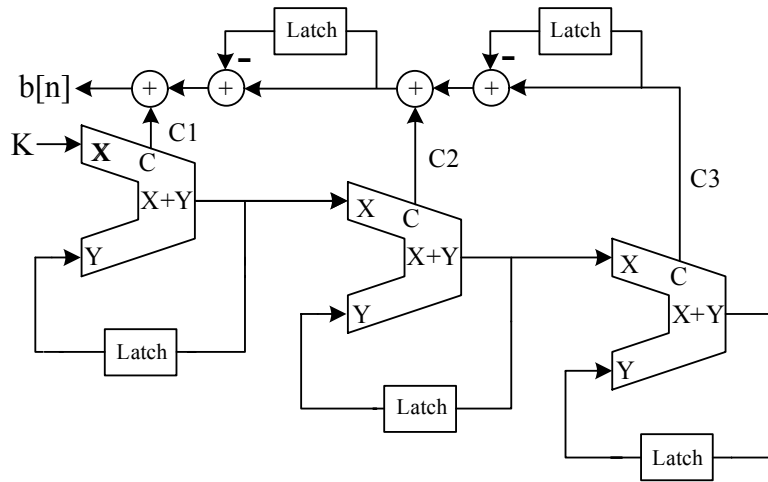 Latch
Latch
-
-
b[n]
+
+
+
+
C1
K
X
C
X+Y
Y
C2
X
C
X+Y
Y
C3
X
C
X+Y
Y
Latch
Latch
Latch